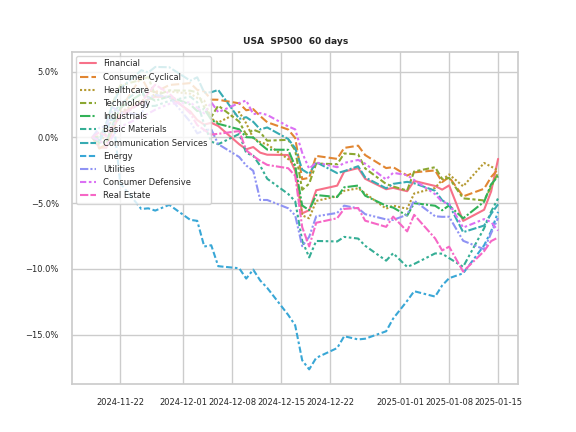 USA SP500 60 days
Financial
Consumer Cyclical
Healthcare
Technology
Industrials
Basic Materials
Communication Services
Energy
Utilities
Consumer Defensive
Real Estate
5.0%
0.0%
−5.0%
−10.0%
−15.0%
2024-11-22 2024-12-01 2024-12-08 2024-12-15 2024-12-22 2025-01-01 2025-01-08 2025-01-15